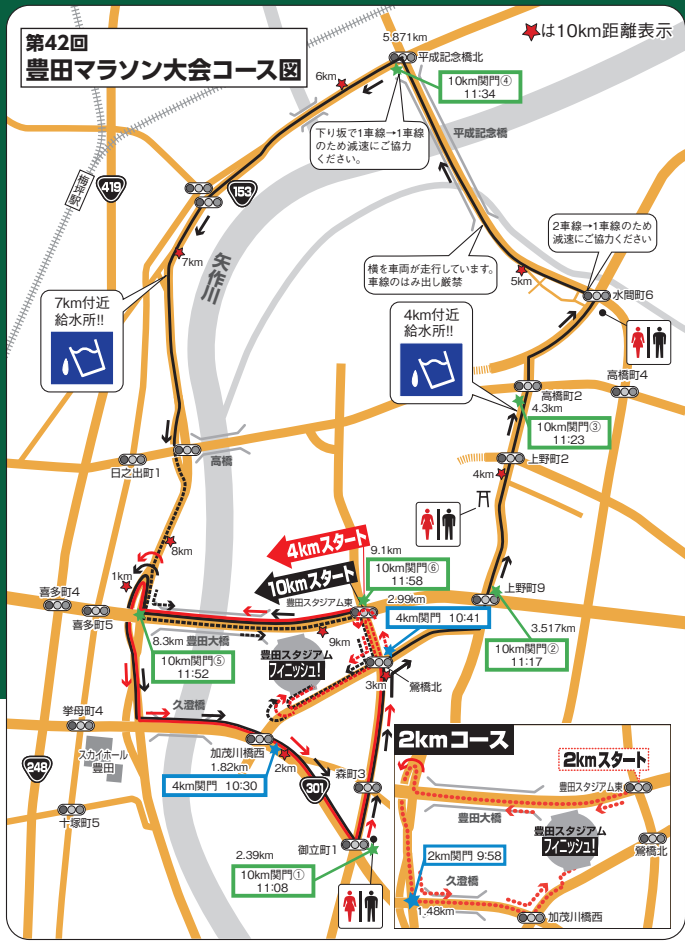 第42回
豊田マラソン大会コース図
★は10km距離表示
5.871km
平成記念橋北
10km関門④
11:34
6km
下り坂で1車線→1車線
のため減速にご協力
ください。
平成記念橋
梅坪駅
419
153
2車線→1車線のため
減速にご協力ください
矢作川
7km
横を車両が走行しています。
車線のはみ出し厳禁
5km
水間町6
7km付近
給水所!!
4km付近
給水所!!
高橋町4
高橋町2
4.3km
10km関門③
11:23
高橋
日之出町1
上野町2
4km
8km
4kmスタート
9.1km
10km関門⑥
11:58
1km
10kmスタート
豊田スタジアム東
2.99km
上野町9
喜多町4
喜多町5
4km関門 10:41
3.517km
8.3km
豊田大橋
9km
10km関門②
11:17
10km関門⑤
11:52
豊田スタジアム
フィニッシュ!
3km
鶯橋北
久澄橋
挙母町4
スカイホール
豊田
加茂川橋西
1.82km
2km
4km関門 10:30
森町3
248
301
十塚町5
御立町1
2.39km
10km関門①
11:08
2kmコース
2kmスタート
豊田スタジアム東
豊田大橋
豊田スタジアム
フィニッシュ!
鶯橋北
2km関門 9:58
久澄橋
1.48km
加茂川橋西